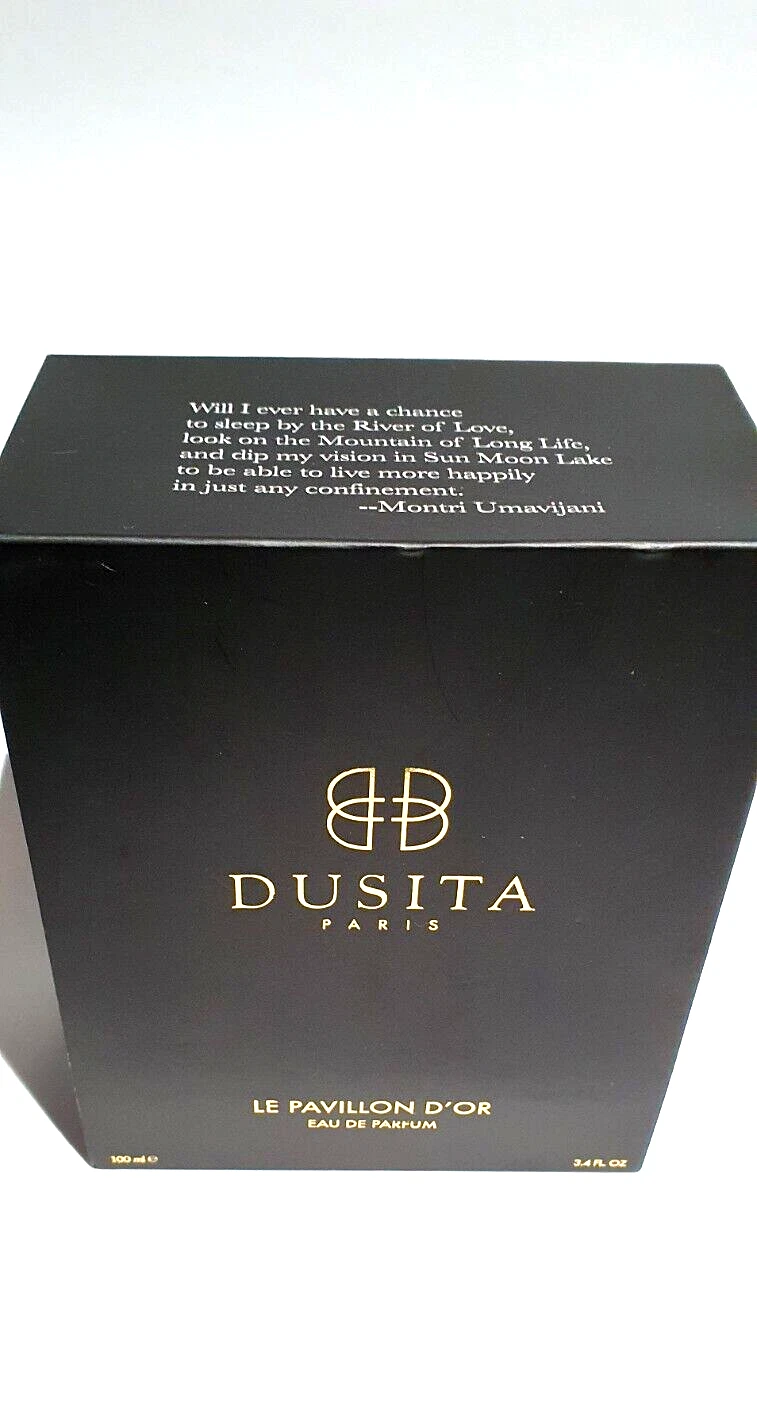 Will I ever have a chance
to sleep by the River of Love,
look on the Mountain of Long Life,
and dip my vision in Sun Moon Lake
to be able to live more happily
in just any confinement.
--Montri Umavijani
DUSITA
PARIS
LE PAVILLON D'OR
EAU DE PARFUM
100 ml ℮
3.4 FL. OZ